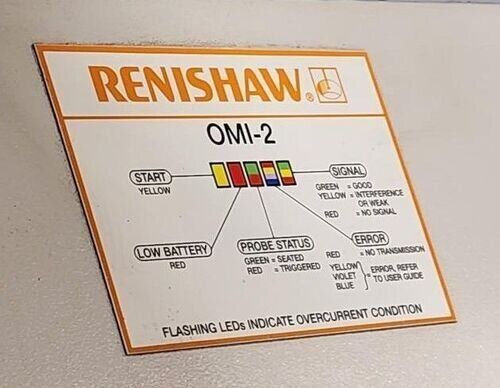 RENISHAW®
OMI-2
START
YELLOW
SIGNAL
GREEN = GOOD
YELLOW = INTERFERENCE
OR WEAK
RED = NO SIGNAL
LOW BATTERY
RED
PROBE STATUS
GREEN = SEATED
RED = TRIGGERED
ERROR
RED = NO TRANSMISSION
YELLOW
VIOLET
BLUE
= ERROR, REFER
TO USER GUIDE
FLASHING LEDs INDICATE OVERCURRENT CONDITION